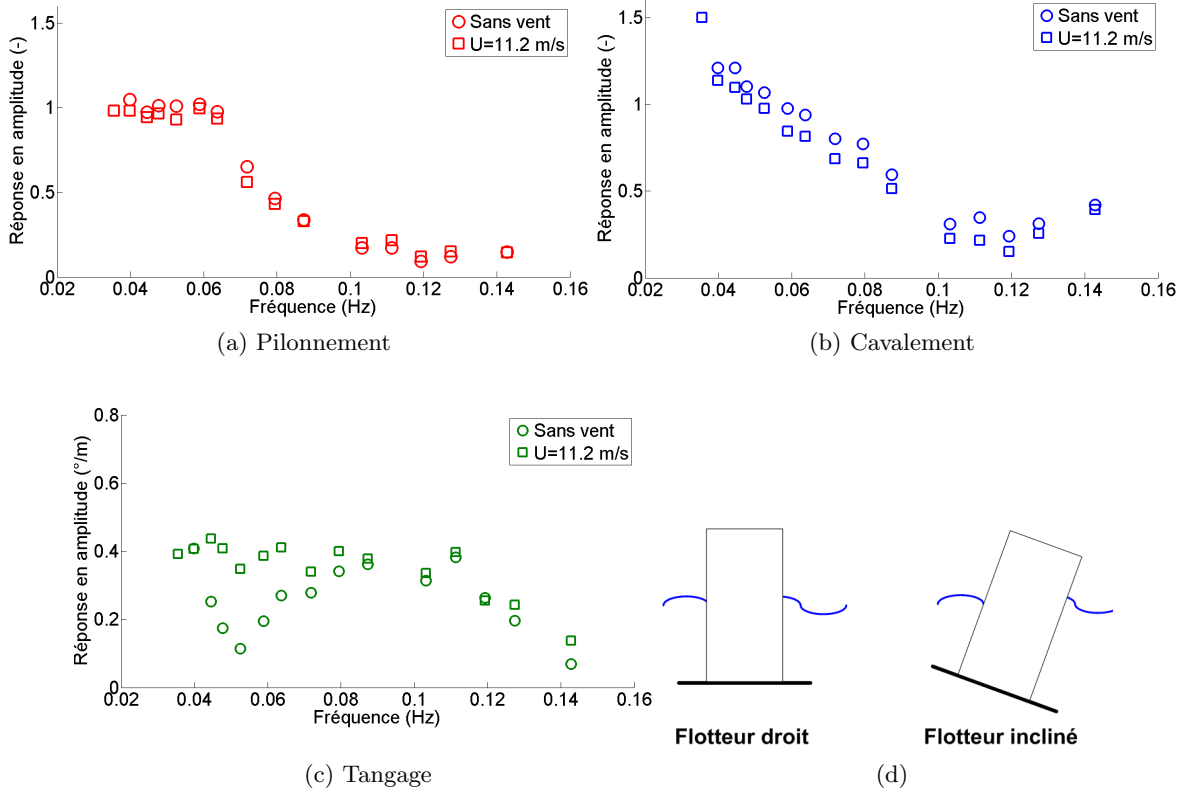 Réponse en amplitude (-)
1.5
1
0.5
0
0.02 0.04 0.06 0.08 0.1 0.12 0.14 0.16
Fréquence (Hz)
Sans vent
U=11.2 m/s
(a) Pilonnement
Réponse en amplitude (-)
1.5
1
0.5
0
0.02 0.04 0.06 0.08 0.1 0.12 0.14 0.16
Fréquence (Hz)
Sans vent
U=11.2 m/s
(b) Cavalement
Réponse en amplitude (°/m)
0.8
0.6
0.4
0.2
0
0.02 0.04 0.06 0.08 0.1 0.12 0.14 0.16
Fréquence (Hz)
Sans vent
U=11.2 m/s
(c) Tangage
Flotteur droit
Flotteur incliné
(d)